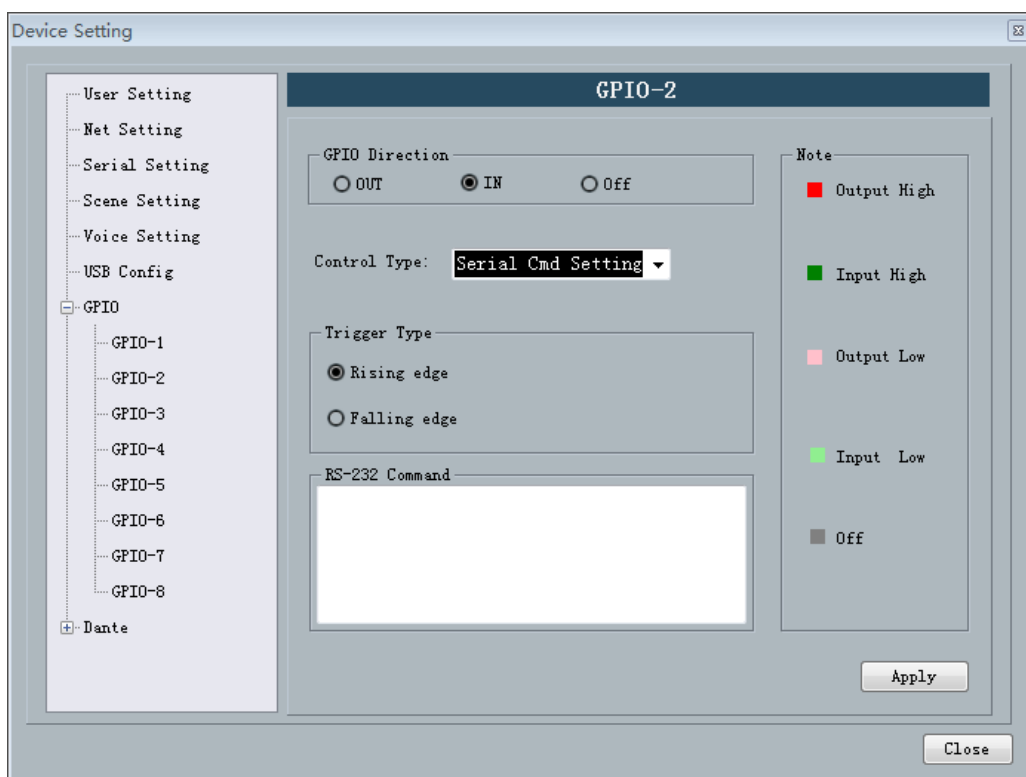 Device Setting
User Setting
Net Setting
Serial Setting
Scene Setting
Voice Setting
USB Config
GPIO
GPIO-1
GPIO-2
GPIO-3
GPIO-4
GPIO-5
GPIO-6
GPIO-7
GPIO-8
Dante
GPIO-2
GPIO Direction
OUT IN Off
Control Type: Serial Cmd Setting
Trigger Type
Rising edge
Falling edge
RS-232 Command
Note
Output High
Input High
Output Low
Input Low
Off
Apply
Close